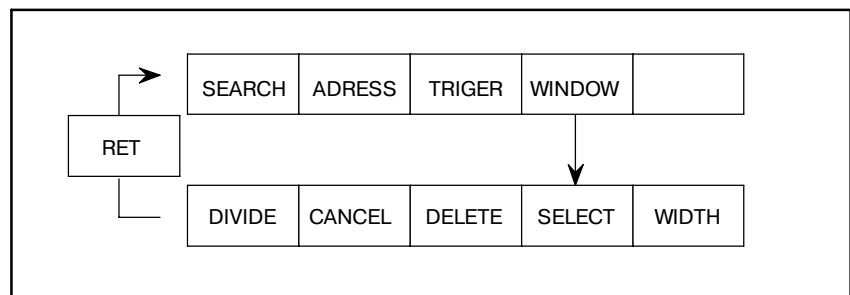 SEARCH ADRESS TRIGER WINDOW
RET
DIVIDE CANCEL DELETE SELECT WIDTH